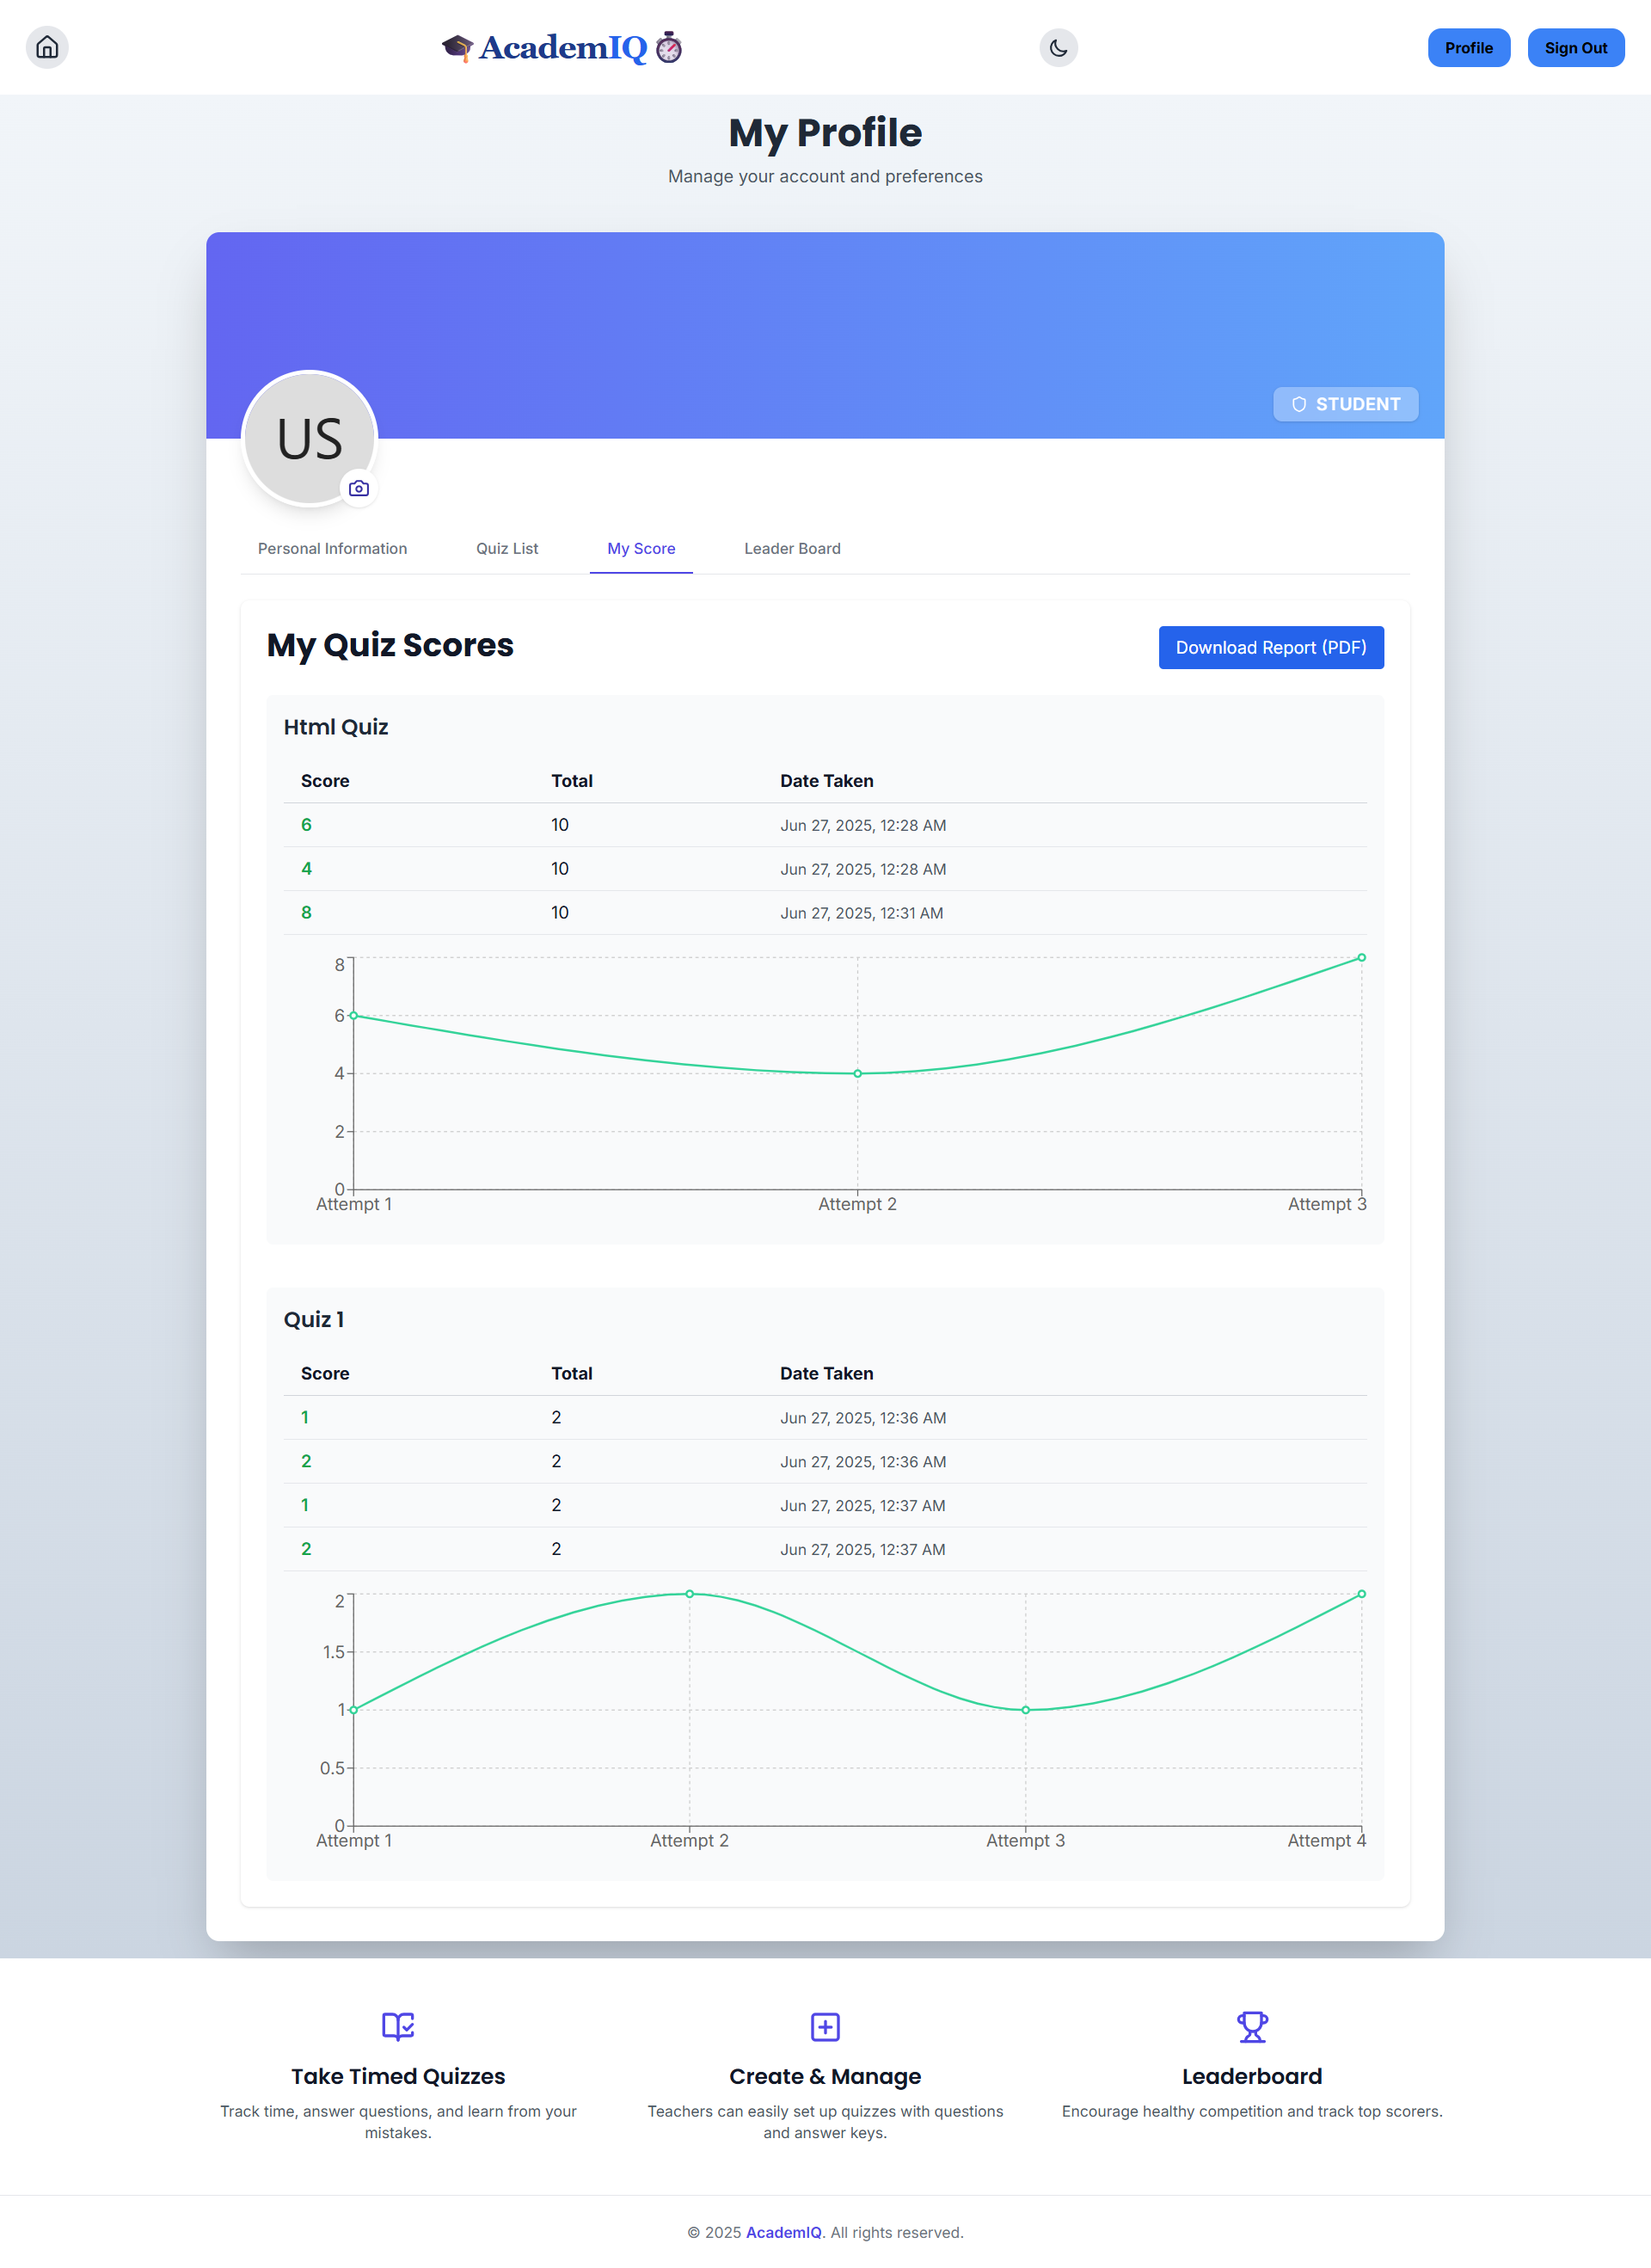 AcademIQ
Profile
Sign Out
My Profile
Manage your account and preferences
STUDENT
US
Personal Information
Quiz List
My Score
Leader Board
My Quiz Scores
Download Report (PDF)
Html Quiz
Score Total Date Taken
6 10 Jun 27, 2025, 12:28 AM
4 10 Jun 27, 2025, 12:28 AM
8 10 Jun 27, 2025, 12:31 AM
8
6
4
2
0
Attempt 1 Attempt 2 Attempt 3
Quiz 1
Score Total Date Taken
1 2 Jun 27, 2025, 12:36 AM
2 2 Jun 27, 2025, 12:36 AM
1 2 Jun 27, 2025, 12:37 AM
2 2 Jun 27, 2025, 12:37 AM
2
1.5
1
0.5
0
Attempt 1 Attempt 2 Attempt 3 Attempt 4
Take Timed Quizzes
Track time, answer questions, and learn from your
mistakes.
Create & Manage
Teachers can easily set up quizzes with questions
and answer keys.
Leaderboard
Encourage healthy competition and track top scorers.
© 2025 AcademIQ. All rights reserved.